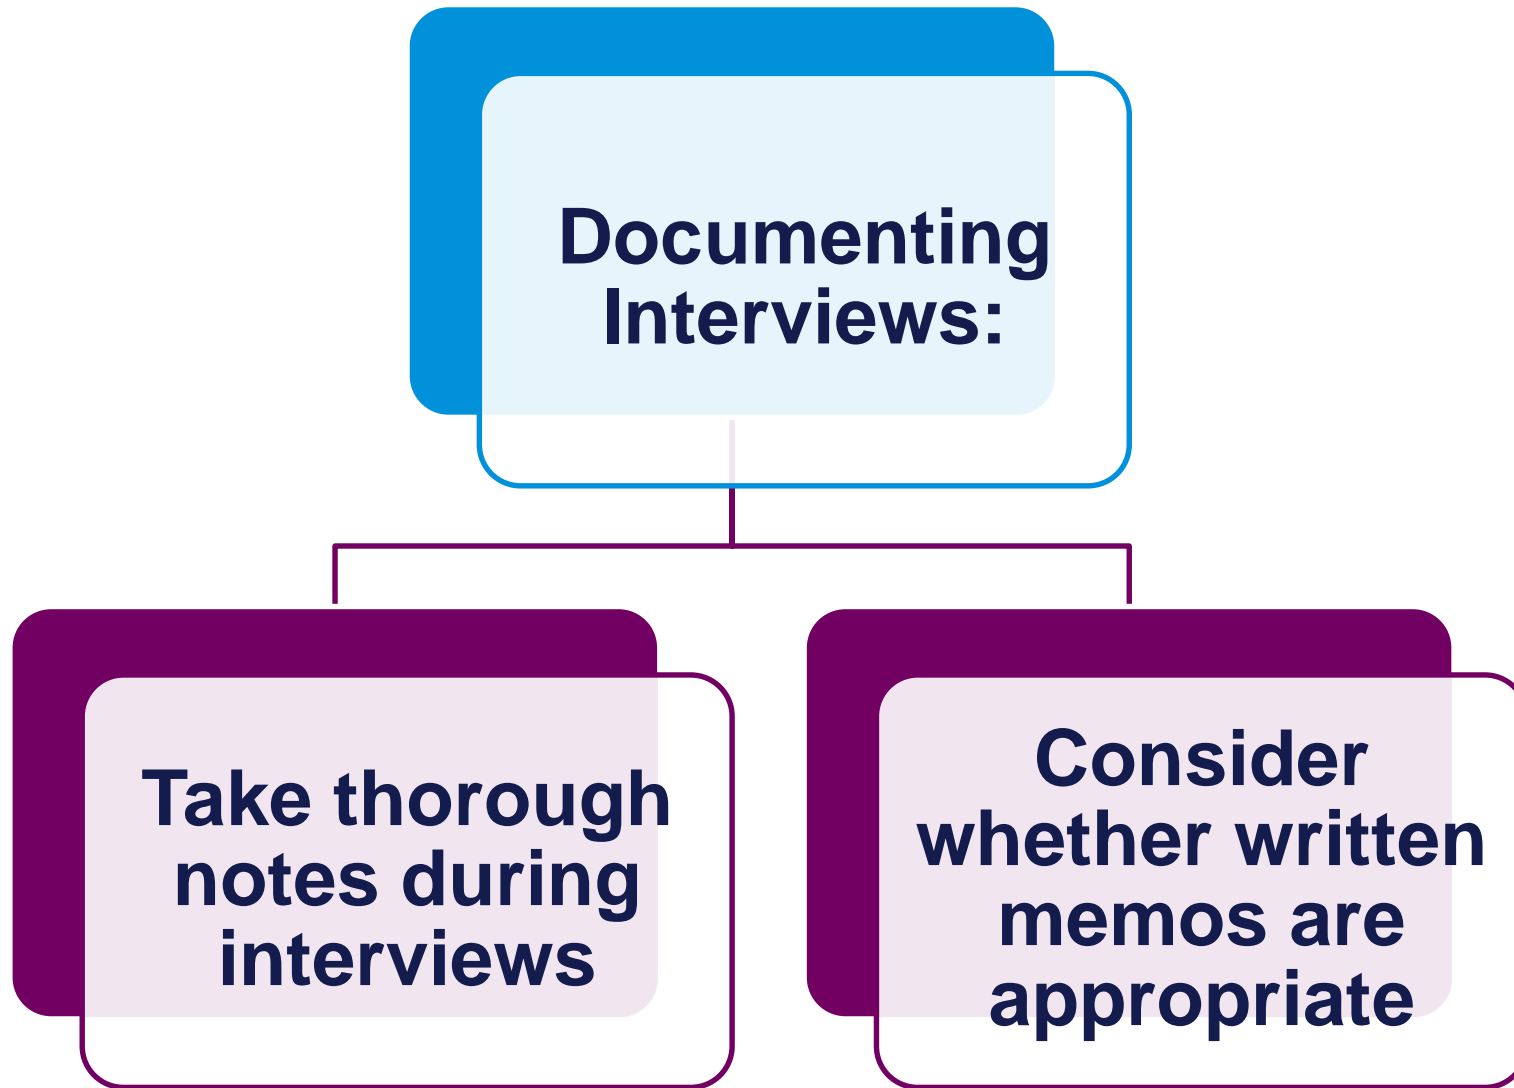 Documenting
Interviews:
Take thorough
notes during
interviews
Consider
whether written
memos are
appropriate